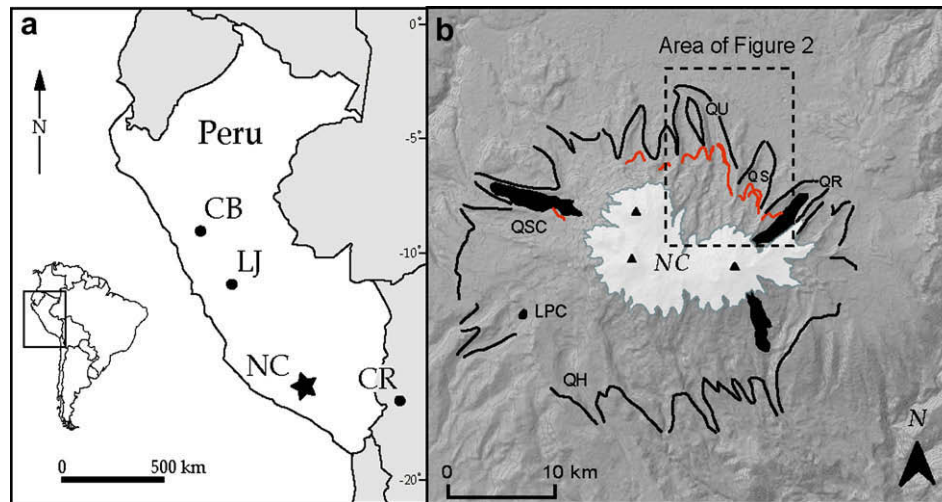 a
0°
N
Peru
-5°
CB
LJ
-10°
NC
CR
-15°
0 500 km
-20°
b
Area of Figure 2
QU
QS
QR
QSC
NC
LPC
QH
N
0 10 km